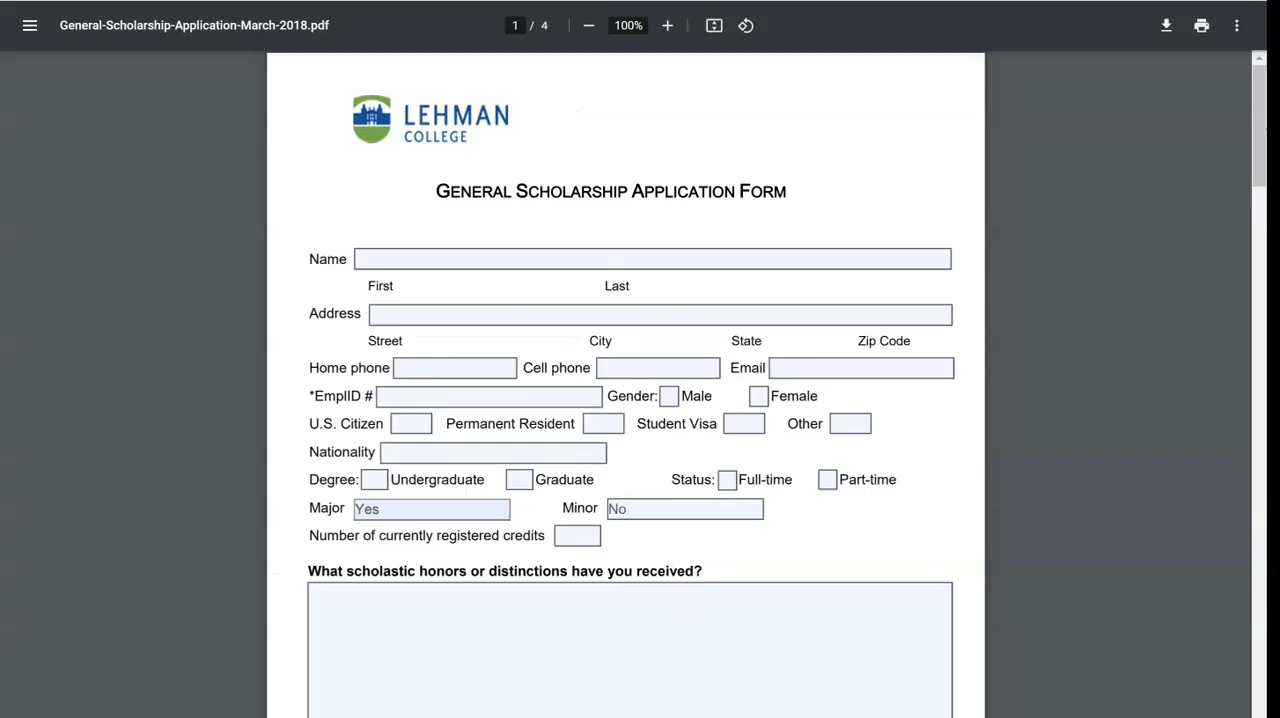 General-Scholarship-Application-March-2018.pdf 1 / 4 100%
LEHMAN
COLLEGE
GENERAL SCHOLARSHIP APPLICATION FORM
Name
First Last
Address
Street City State Zip Code
Home phone Cell phone Email
*EmplID # Gender: Male Female
U.S. Citizen Permanent Resident Student Visa Other
Nationality
Degree: Undergraduate Graduate Status: Full-time Part-time
Major Yes Minor No
Number of currently registered credits
What scholastic honors or distinctions have you received?